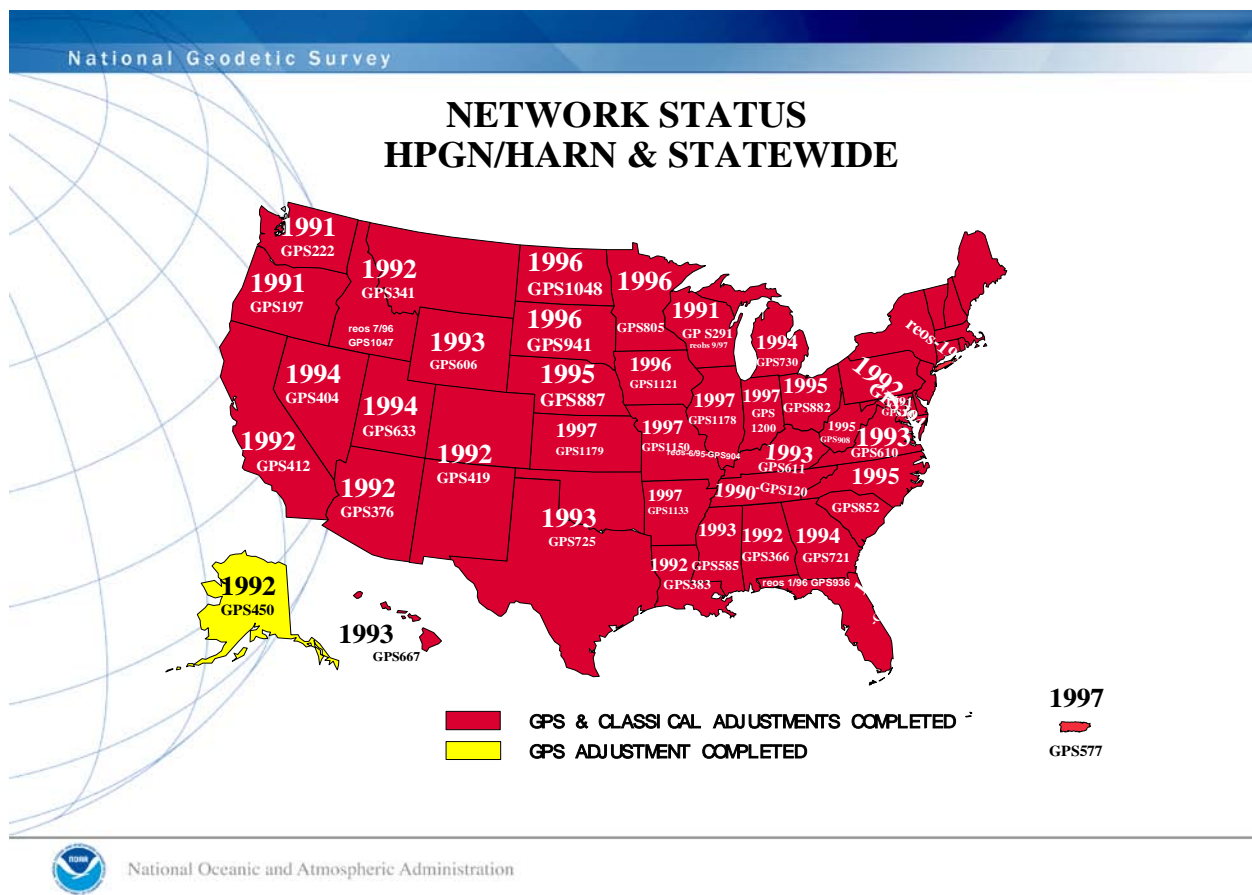 National Geodetic Survey
NETWORK STATUS
HPGN/HARN & STATEWIDE
1991
GPS222
1991
GPS197
1992
GPS341
reos 7/96
GPS1047
1993
GPS606
1996
GPS1048
1996
GPS941
1995
GPS887
1997
GPS1179
1996
GPS805
1991
GP S291
reobs 9/97
1994
GPS730
1996
GPS1121
1997
GPS1178
1997
GPS
1200
1995
GPS882
1992
reos-19
1994
GPS404
1994
GPS633
1992
GPS412
1992
GPS376
1992
GPS419
1997
GPS1150
reos-6/95-GPS904
1995
GPS908
1993
GPS610
1993
GPS611
1990-GPS120
1995
GPS852
1997
GPS1133
1993
GPS725
1993
GPS585
1992
GPS366
1994
GPS721
1992
GPS383
reos 1/96 GPS936
1992
GPS450
1993
GPS667
1997
GPS577
GPS & CLASSICAL ADJUSTMENTS COMPLETED
GPS ADJUSTMENT COMPLETED
NOAA
National Oceanic and Atmospheric Administration